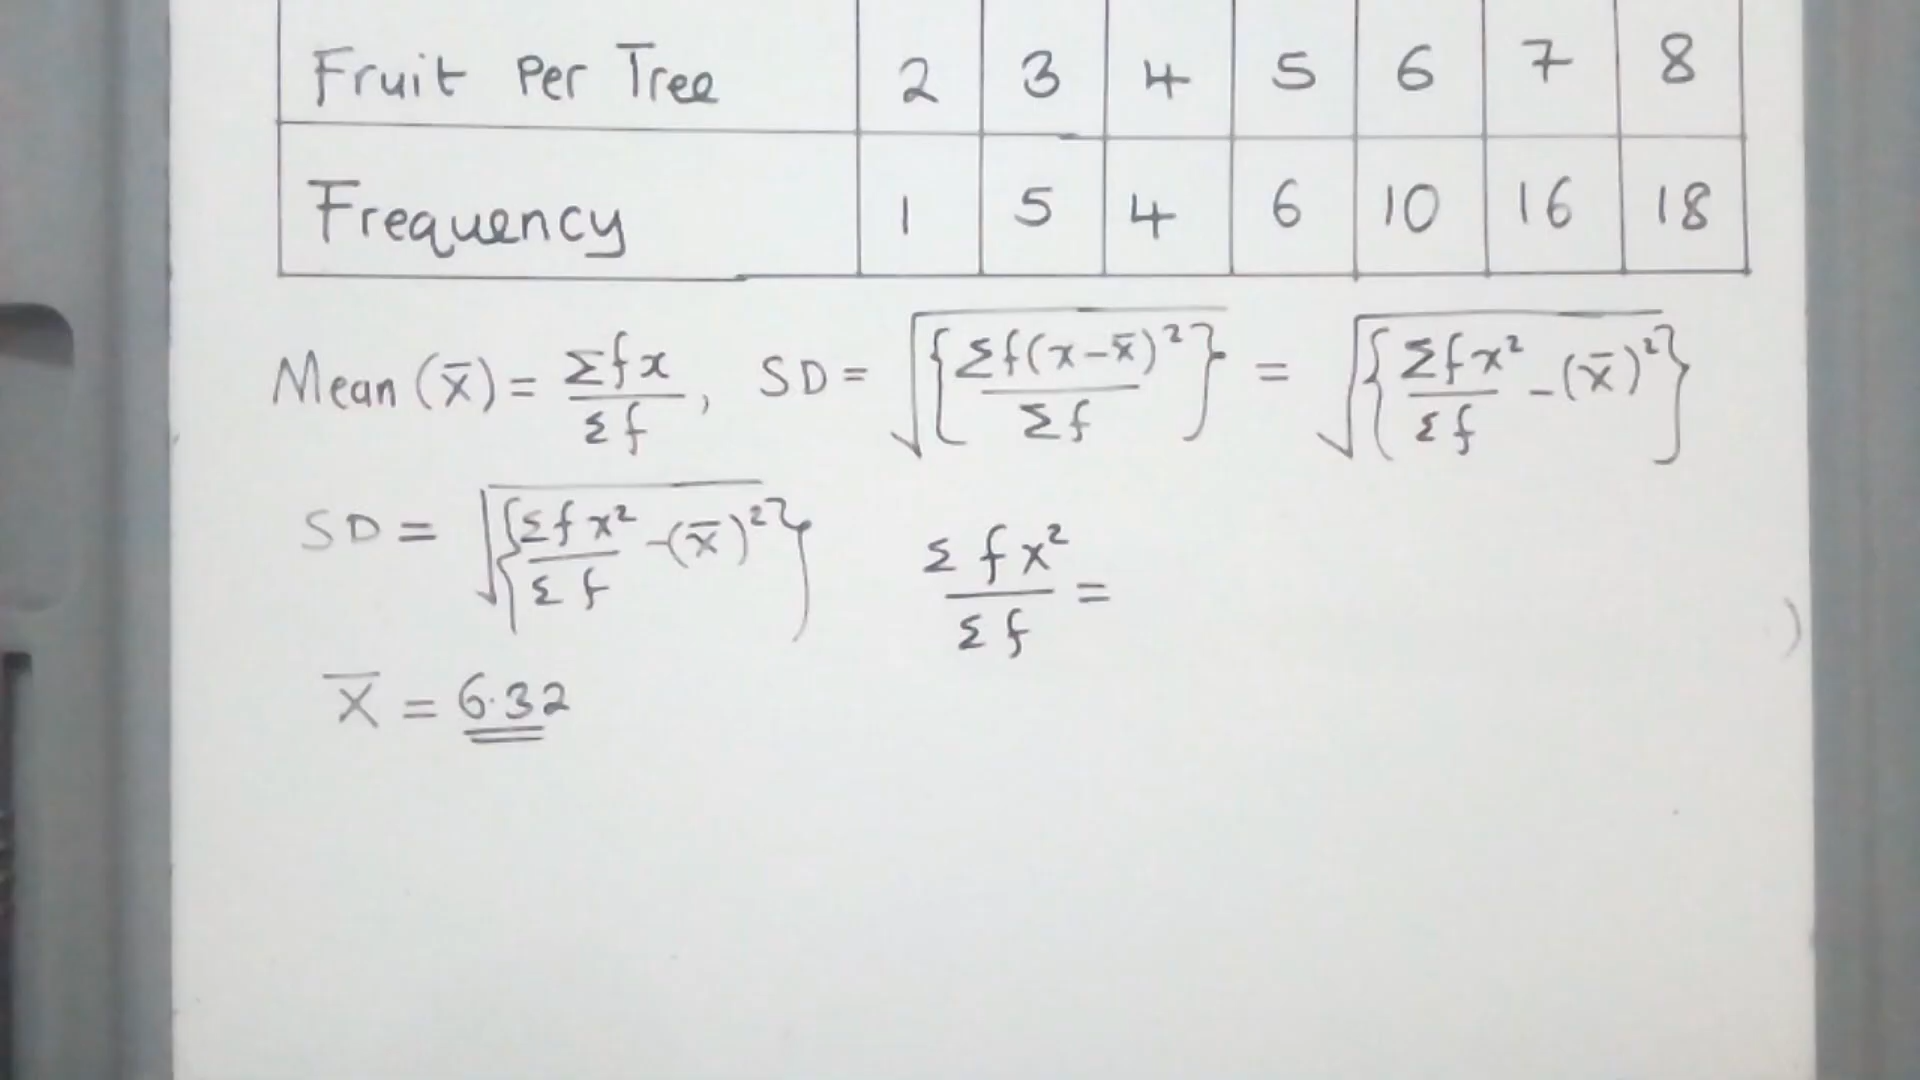 Fruit Per Tree 2 3 4 5 6 7 8
Frequency 1 5 4 6 10 16 18
Mean (x̄) = Σfx / Σf , SD = √{Σf(x-x̄)² / Σf} = √{Σfx² / Σf - (x̄)²}
SD = √{Σfx² / Σf - (x̄)²} Σfx² / Σf =
)
X̄ = 6.32